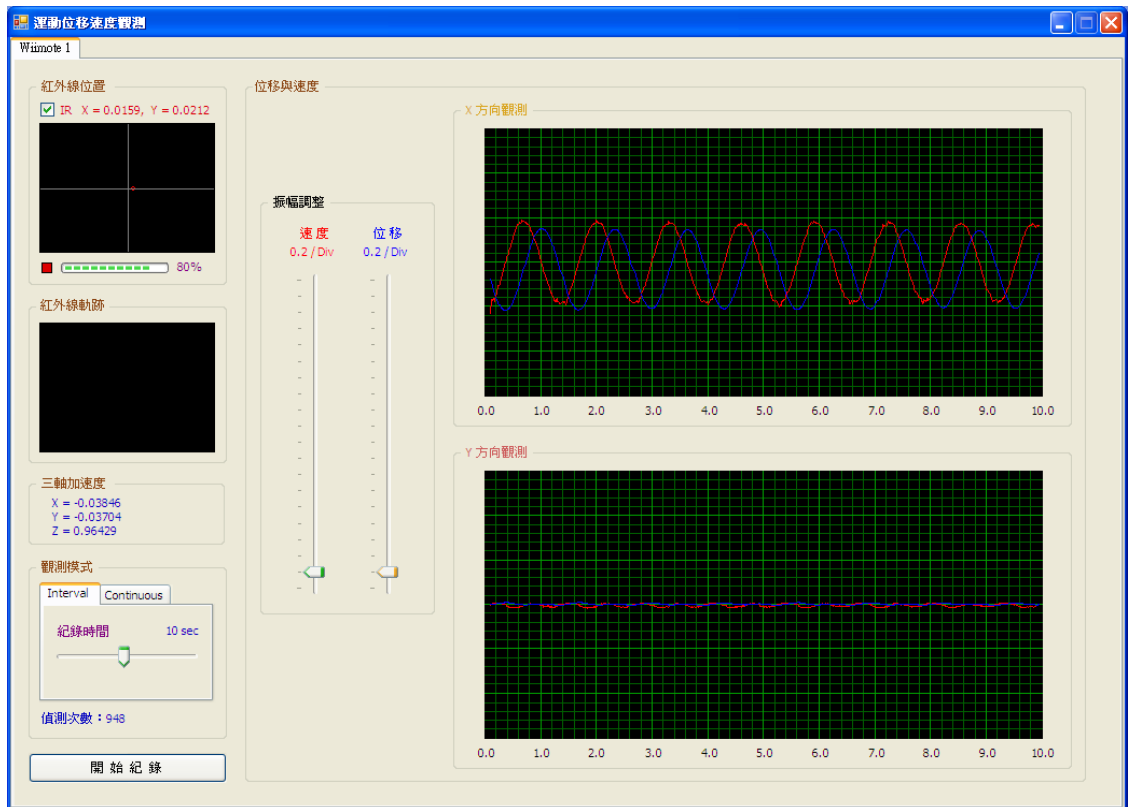 運動位移速度觀測
Wiimote 1
紅外線位置
IR X = 0.0159, Y = 0.0212
80%
紅外線軌跡
三軸加速度
X = -0.03846
Y = -0.03704
Z = 0.96429
觀測模式
Interval Continuous
紀錄時間 10 sec
偵測次數：948
開 始 紀 錄
位移與速度
振幅調整
速 度 位 移
0.2 / Div 0.2 / Div
X 方向觀測
0.0 1.0 2.0 3.0 4.0 5.0 6.0 7.0 8.0 9.0 10.0
Y 方向觀測
0.0 1.0 2.0 3.0 4.0 5.0 6.0 7.0 8.0 9.0 10.0